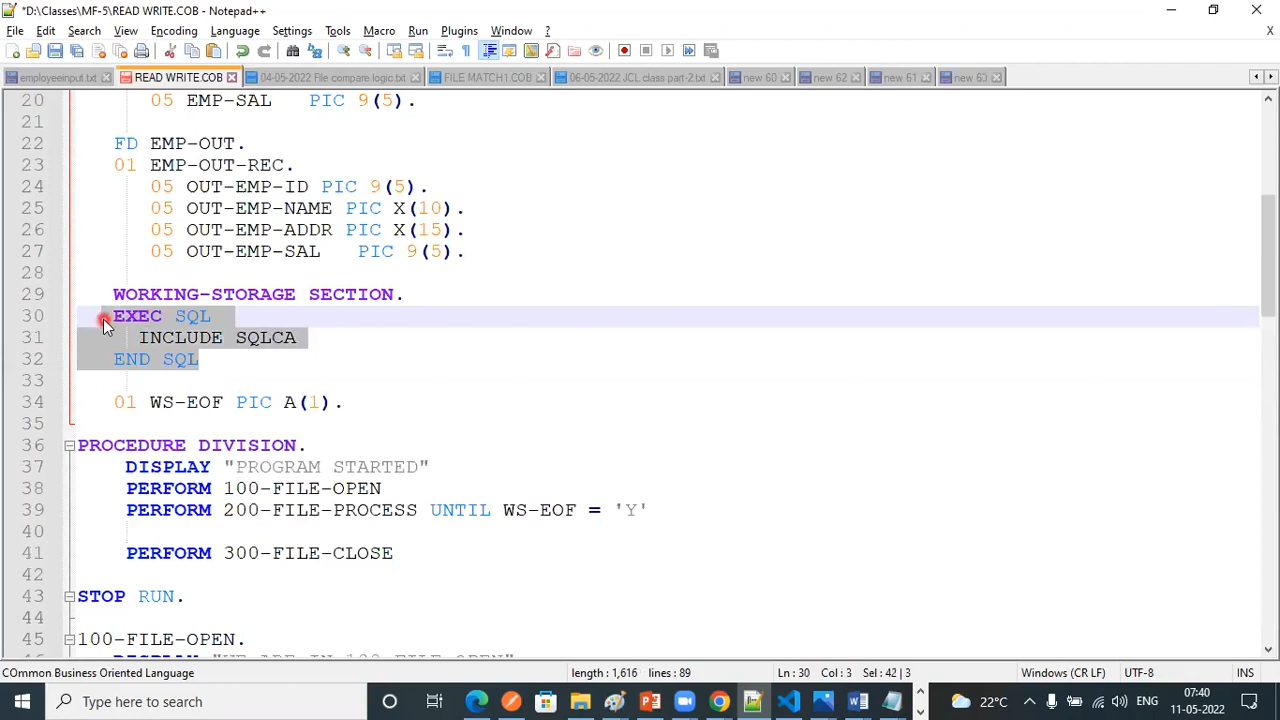 *D:\Classes\MF-5\READ WRITE.COB - Notepad++
File Edit Search View Encoding Language Settings Tools Macro Run Plugins Window ? X
employeeinput.txt READ WRITE.COB 04-05-2022 File compare logic.txt FILE MATCH1.COB 06-05-2022 JCL class part-2.txt new 60 new 62 new 61 new 63
20 05 EMP-SAL PIC 9(5).
21
22 FD EMP-OUT.
23 01 EMP-OUT-REC.
24 05 OUT-EMP-ID PIC 9(5).
25 05 OUT-EMP-NAME PIC X(10).
26 05 OUT-EMP-ADDR PIC X(15).
27 05 OUT-EMP-SAL PIC 9(5).
28
29 WORKING-STORAGE SECTION.
30 EXEC SQL
31 INCLUDE SQLCA
32 END SQL
33
34 01 WS-EOF PIC A(1).
35
36 PROCEDURE DIVISION.
37 DISPLAY "PROGRAM STARTED"
38 PERFORM 100-FILE-OPEN
39 PERFORM 200-FILE-PROCESS UNTIL WS-EOF = 'Y'
40
41 PERFORM 300-FILE-CLOSE
42
43 STOP RUN.
44
45 100-FILE-OPEN.
46 DISPLAY "WE ARE IN 100 FILE OPEN"
COmmon Business Oriented Language length : 1,616 lines : 89 Ln : 30 Col : 3 Sel : 42 | 3 Windows (CR LF) UTF-8 INS
Type here to search 22°C ENG 07:40
11-05-2022